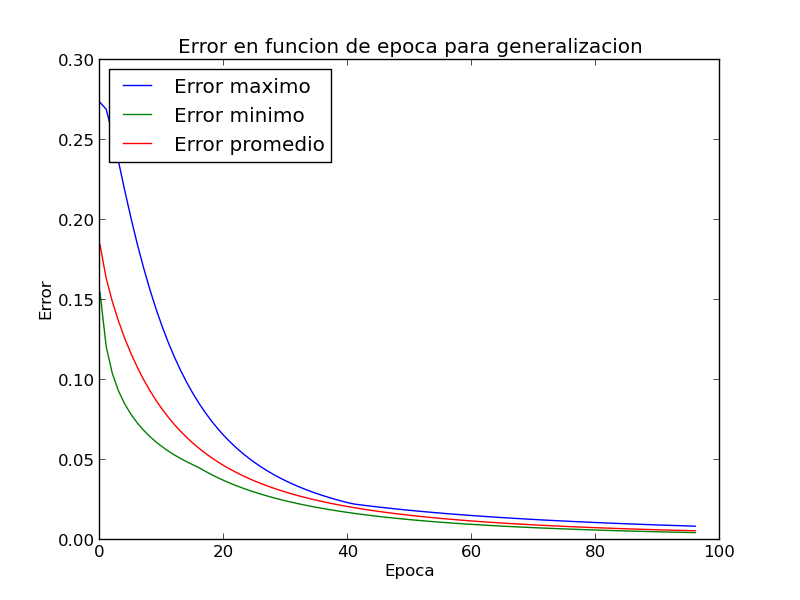 Error en funcion de epoca para generalizacion
0.30
0.25
0.20
0.15
0.10
0.05
0.00
Error
Error maximo
Error minimo
Error promedio
0 20 40 60 80 100
Epoca